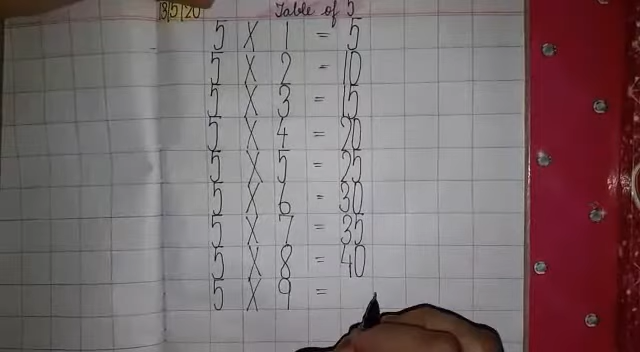 8/5/20 Table of 5
5 X 1 = 5
5 X 2 = 10
5 X 3 = 15
5 X 4 = 20
5 X 5 = 25
5 X 6 = 30
5 X 7 = 35
5 X 8 = 40
5 X 9 =